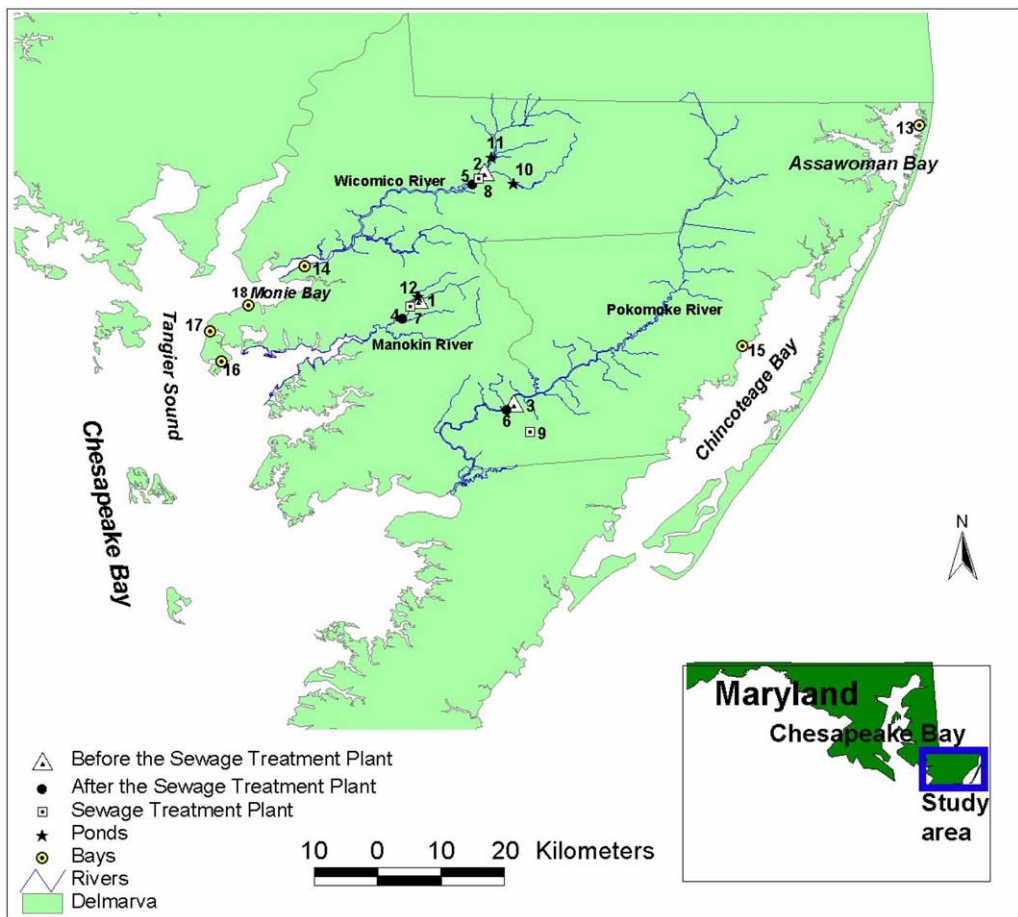 13
Assawoman Bay
11
2
10
5
8
Wicomico River
14
18
Monie Bay
12
1
4
7
Manokin River
17
16
Tangier Sound
Pokomoke River
15
3
6
9
Chincoteage Bay
Chesapeake Bay
N
Maryland
Chesapeake Bay
Study
area
Before the Sewage Treatment Plant
After the Sewage Treatment Plant
Sewage Treatment Plant
Ponds
Bays
Rivers
Delmarva
10 0 10 20 Kilometers